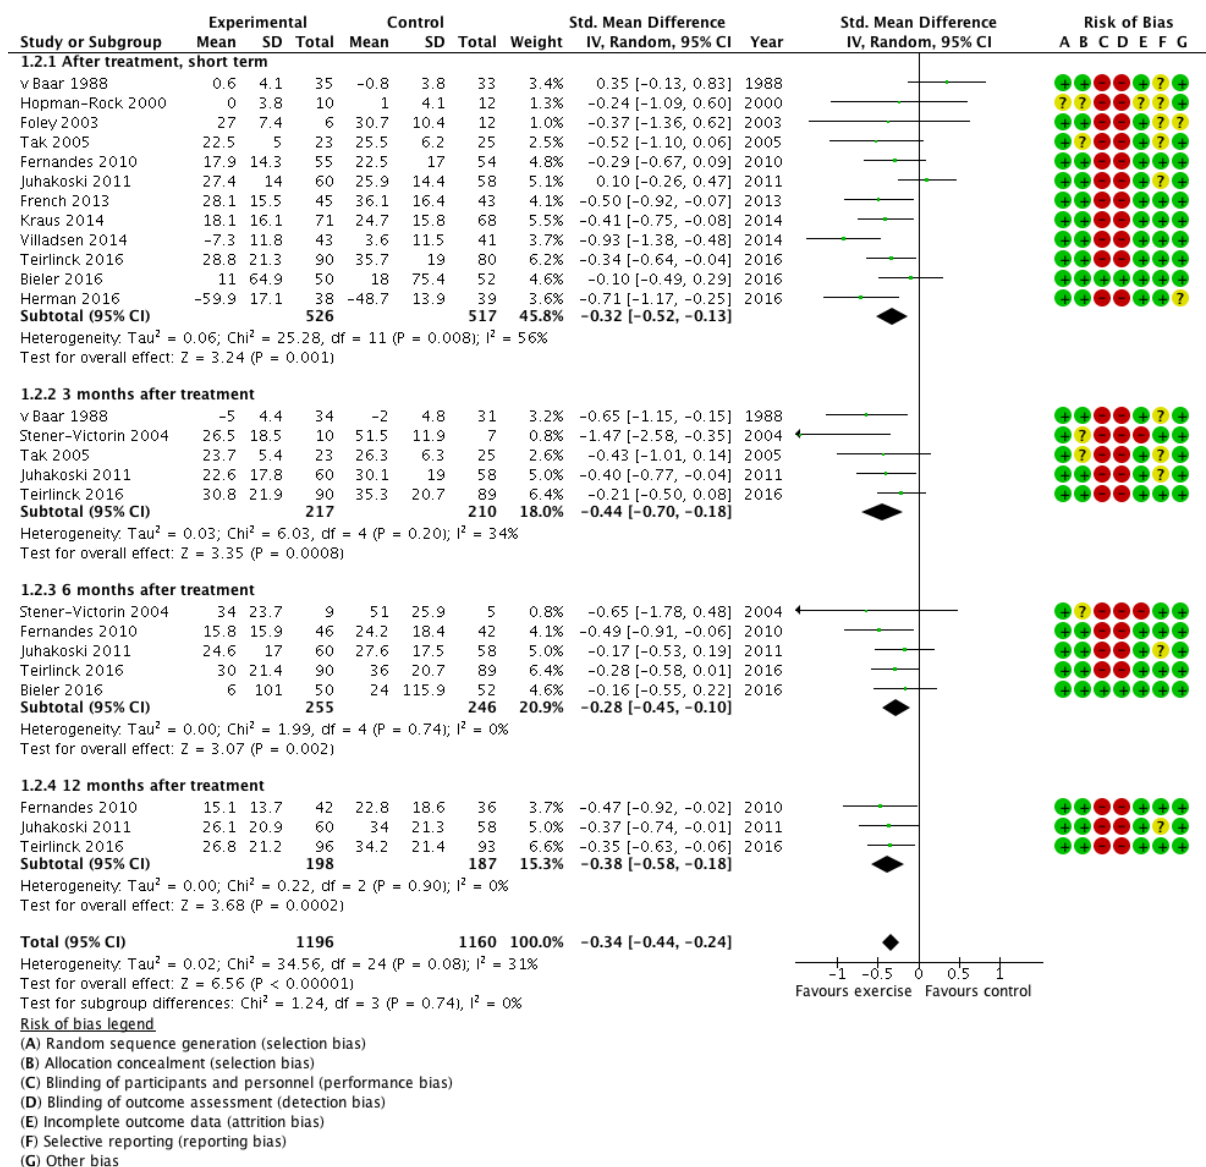 Experimental Control Std. Mean Difference Std. Mean Difference Risk of Bias
Study or Subgroup Mean SD Total Mean SD Total Weight IV, Random, 95% CI Year IV, Random, 95% CI A B C D E F G
1.2.1 After treatment, short term
v Baar 1988 0.6 4.1 35 -0.8 3.8 33 3.4% 0.35 [-0.13, 0.83] 1988 + + - - + ? +
Hopman-Rock 2000 0 3.8 10 1 4.1 12 1.3% -0.24 [-1.09, 0.60] 2000 ? ? - - ? ? +
Foley 2003 27 7.4 6 30.7 10.4 12 1.0% -0.37 [-1.36, 0.62] 2003 + + - - + ? ?
Tak 2005 22.5 5 23 25.5 6.2 25 2.6% -0.52 [-1.10, 0.06] 2005 + ? - - + ? +
Fernandes 2010 17.9 14.3 55 22.5 17 54 4.8% -0.29 [-0.67, 0.09] 2010 + + - - + + +
Juhakoski 2011 27.4 14 60 25.9 14.4 58 5.1% 0.10 [-0.26, 0.47] 2011 + + - - + ? +
French 2013 28.1 15.5 45 36.1 16.4 43 4.1% -0.50 [-0.92, -0.07] 2013 + + - - + + +
Kraus 2014 18.1 16.1 71 24.7 15.8 68 5.5% -0.41 [-0.75, -0.08] 2014 + + - - + + +
Villadsen 2014 -7.3 11.8 43 3.6 11.5 41 3.7% -0.93 [-1.38, -0.48] 2014 + + - - + + +
Teirlinck 2016 28.8 21.3 90 35.7 19 80 6.2% -0.34 [-0.64, -0.04] 2016 + + - - + + +
Bieler 2016 11 64.9 50 18 75.4 52 4.6% -0.10 [-0.49, 0.29] 2016 + + + + + + +
Herman 2016 -59.9 17.1 38 -48.7 13.9 39 3.6% -0.71 [-1.17, -0.25] 2016 + + - - + + ?
Subtotal (95% CI) 526 517 45.8% -0.32 [-0.52, -0.13]
Heterogeneity: Tau² = 0.06; Chi² = 25.28, df = 11 (P = 0.008); I² = 56%
Test for overall effect: Z = 3.24 (P = 0.001)
1.2.2 3 months after treatment
v Baar 1988 -5 4.4 34 -2 4.8 31 3.2% -0.65 [-1.15, -0.15] 1988 + + - - + ? +
Stener-Victorin 2004 26.5 18.5 10 51.5 11.9 7 0.8% -1.47 [-2.58, -0.35] 2004 + ? - - - + +
Tak 2005 23.7 5.4 23 26.3 6.3 25 2.6% -0.43 [-1.01, 0.14] 2005 + ? - - + ? +
Juhakoski 2011 22.6 17.8 60 30.1 19 58 5.0% -0.40 [-0.77, -0.04] 2011 + + - - + ? +
Teirlinck 2016 30.8 21.9 90 35.3 20.7 89 6.4% -0.21 [-0.50, 0.08] 2016 + + - - + + +
Subtotal (95% CI) 217 210 18.0% -0.44 [-0.70, -0.18]
Heterogeneity: Tau² = 0.03; Chi² = 6.03, df = 4 (P = 0.20); I² = 34%
Test for overall effect: Z = 3.35 (P = 0.0008)
1.2.3 6 months after treatment
Stener-Victorin 2004 34 23.7 9 51 25.9 5 0.8% -0.65 [-1.78, 0.48] 2004 + ? - - - + +
Fernandes 2010 15.8 15.9 46 24.2 18.4 42 4.1% -0.49 [-0.91, -0.06] 2010 + + - - + + +
Juhakoski 2011 24.6 17 60 27.6 17.5 58 5.0% -0.17 [-0.53, 0.19] 2011 + + - - + ? +
Teirlinck 2016 30 21.4 90 36 20.7 89 6.4% -0.28 [-0.58, 0.01] 2016 + + - - + + +
Bieler 2016 6 101 50 24 115.9 52 4.6% -0.16 [-0.55, 0.22] 2016 + + + + + + +
Subtotal (95% CI) 255 246 20.9% -0.28 [-0.45, -0.10]
Heterogeneity: Tau² = 0.00; Chi² = 1.99, df = 4 (P = 0.74); I² = 0%
Test for overall effect: Z = 3.07 (P = 0.002)
1.2.4 12 months after treatment
Fernandes 2010 15.1 13.7 42 22.8 18.6 36 3.7% -0.47 [-0.92, -0.02] 2010 + + - - + + +
Juhakoski 2011 26.1 20.9 60 34 21.3 58 5.0% -0.37 [-0.74, -0.01] 2011 + + - - + ? +
Teirlinck 2016 26.8 21.2 96 34.2 21.4 93 6.6% -0.35 [-0.63, -0.06] 2016 + + - - + + +
Subtotal (95% CI) 198 187 15.3% -0.38 [-0.58, -0.18]
Heterogeneity: Tau² = 0.00; Chi² = 0.22, df = 2 (P = 0.90); I² = 0%
Test for overall effect: Z = 3.68 (P = 0.0002)
Total (95% CI) 1196 1160 100.0% -0.34 [-0.44, -0.24]
Heterogeneity: Tau² = 0.02; Chi² = 34.56, df = 24 (P = 0.08); I² = 31%
Test for overall effect: Z = 6.56 (P < 0.00001)
Test for subgroup differences: Chi² = 1.24, df = 3 (P = 0.74), I² = 0%
-1 -0.5 0 0.5 1
Favours exercise Favours control
Risk of bias legend
(A) Random sequence generation (selection bias)
(B) Allocation concealment (selection bias)
(C) Blinding of participants and personnel (performance bias)
(D) Blinding of outcome assessment (detection bias)
(E) Incomplete outcome data (attrition bias)
(F) Selective reporting (reporting bias)
(G) Other bias